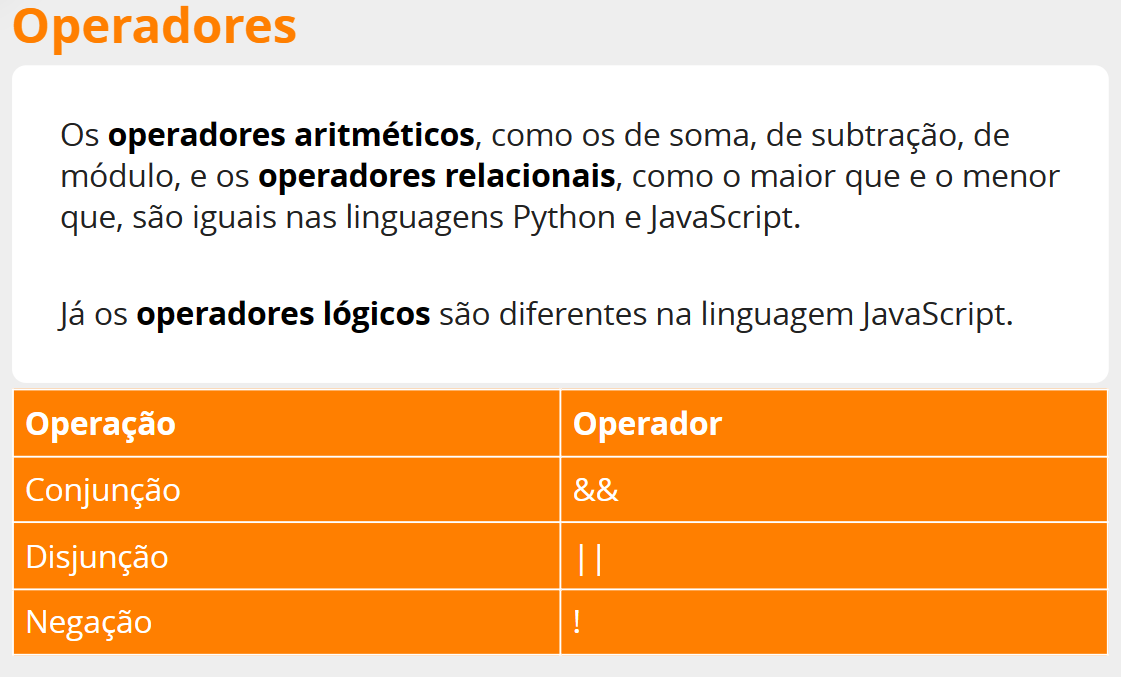 Operadores
Os operadores aritméticos, como os de soma, de subtração, de
módulo, e os operadores relacionais, como o maior que e o menor
que, são iguais nas linguagens Python e JavaScript.
Já os operadores lógicos são diferentes na linguagem JavaScript.
Operação Operador
Conjunção &&
Disjunção ||
Negação !